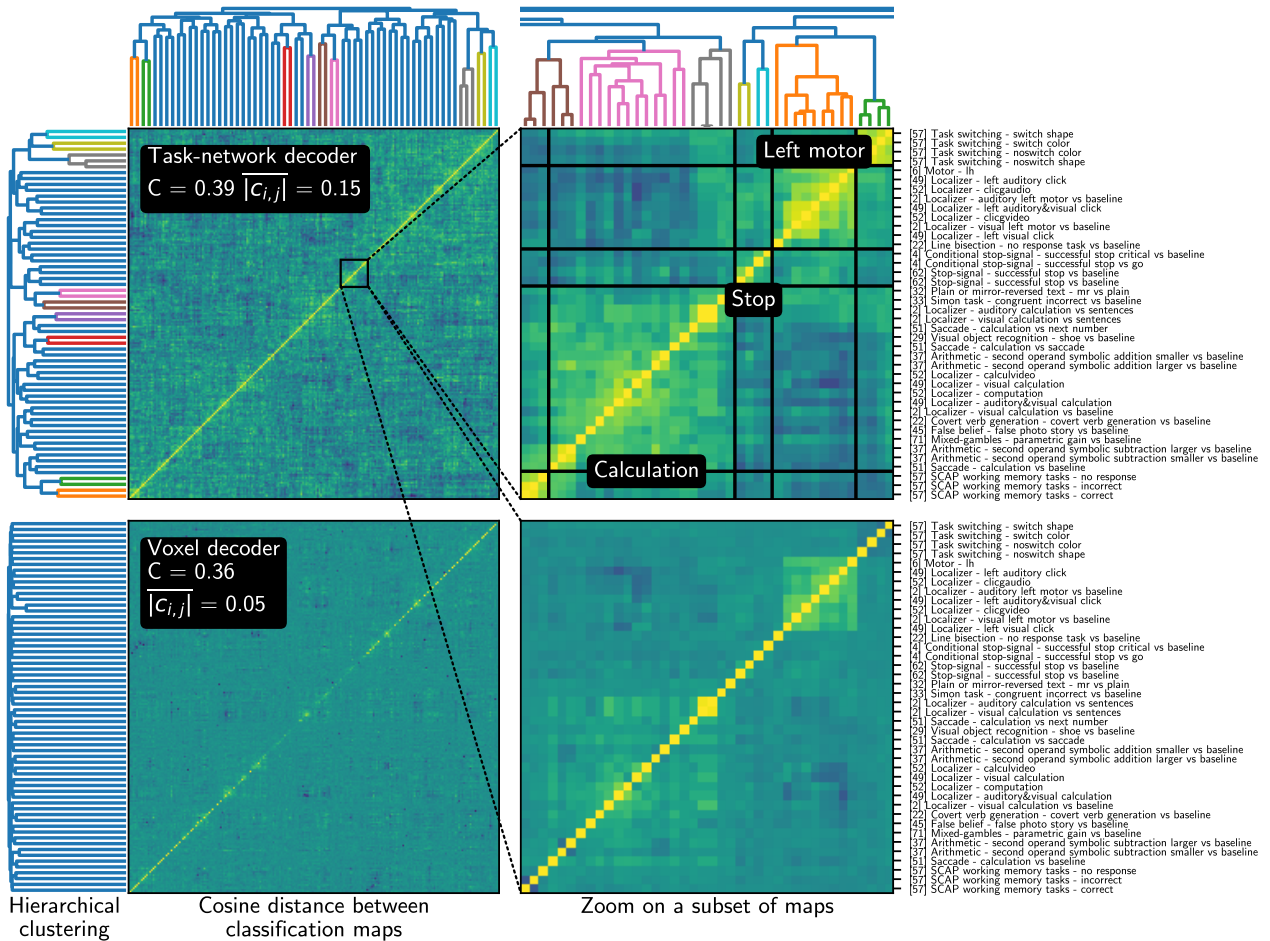 Task-network decoder
C = 0.39 |c_{i,j}| = 0.15
Left motor
Stop
Calculation
[57] Task switching - switch shape
[57] Task switching - switch color
[57] Task switching - noswitch color
[57] Task switching - noswitch shape
[6] Motor - lh
[49] Localizer - left auditory click
[52] Localizer - clicgaudio
[2] Localizer - auditory left motor vs baseline
[49] Localizer - left auditory&visual click
[52] Localizer - clicgvideo
[2] Localizer - visual left motor vs baseline
[49] Localizer - left visual click
[22] Line bisection - no response task vs baseline
[4] Conditional stop-signal - successful stop critical vs baseline
[4] Conditional stop-signal - successful stop vs go
[62] Stop-signal - successful stop vs baseline
[62] Stop-signal - successful stop vs baseline
[32] Plain or mirror-reversed text - mr vs plain
[33] Simon task - congruent incorrect vs baseline
[2] Localizer - auditory calculation vs sentences
[2] Localizer - visual calculation vs sentences
[51] Saccade - calculation vs next number
[29] Visual object recognition - shoe vs baseline
[51] Saccade - calculation vs saccade
[37] Arithmetic - second operand symbolic addition smaller vs baseline
[37] Arithmetic - second operand symbolic addition larger vs baseline
[52] Localizer - calculvideo
[49] Localizer - visual calculation
[52] Localizer - computation
[49] Localizer - auditory&visual calculation
[2] Localizer - visual calculation vs baseline
[22] Covert verb generation - covert verb generation vs baseline
[45] False belief - false photo story vs baseline
[71] Mixed-gambles - parametric gain vs baseline
[37] Arithmetic - second operand symbolic subtraction larger vs baseline
[37] Arithmetic - second operand symbolic subtraction smaller vs baseline
[51] Saccade - calculation vs baseline
[57] SCAP working memory tasks - no response
[57] SCAP working memory tasks - incorrect
[57] SCAP working memory tasks - correct
Voxel decoder
C = 0.36
|c_{i,j}| = 0.05
[57] Task switching - switch shape
[57] Task switching - switch color
[57] Task switching - noswitch color
[57] Task switching - noswitch shape
[6] Motor - lh
[49] Localizer - left auditory click
[52] Localizer - clicgaudio
[2] Localizer - auditory left motor vs baseline
[49] Localizer - left auditory&visual click
[52] Localizer - clicgvideo
[2] Localizer - visual left motor vs baseline
[49] Localizer - left visual click
[22] Line bisection - no response task vs baseline
[4] Conditional stop-signal - successful stop critical vs baseline
[4] Conditional stop-signal - successful stop vs go
[62] Stop-signal - successful stop vs baseline
[62] Stop-signal - successful stop vs baseline
[32] Plain or mirror-reversed text - mr vs plain
[33] Simon task - congruent incorrect vs baseline
[2] Localizer - auditory calculation vs sentences
[2] Localizer - visual calculation vs sentences
[51] Saccade - calculation vs next number
[29] Visual object recognition - shoe vs baseline
[51] Saccade - calculation vs saccade
[37] Arithmetic - second operand symbolic addition smaller vs baseline
[37] Arithmetic - second operand symbolic addition larger vs baseline
[52] Localizer - calculvideo
[49] Localizer - visual calculation
[52] Localizer - computation
[49] Localizer - auditory&visual calculation
[2] Localizer - visual calculation vs baseline
[22] Covert verb generation - covert verb generation vs baseline
[45] False belief - false photo story vs baseline
[71] Mixed-gambles - parametric gain vs baseline
[37] Arithmetic - second operand symbolic subtraction larger vs baseline
[37] Arithmetic - second operand symbolic subtraction smaller vs baseline
[51] Saccade - calculation vs baseline
[57] SCAP working memory tasks - no response
[57] SCAP working memory tasks - incorrect
[57] SCAP working memory tasks - correct
Hierarchical
clustering
Cosine distance between
classification maps
Zoom on a subset of maps